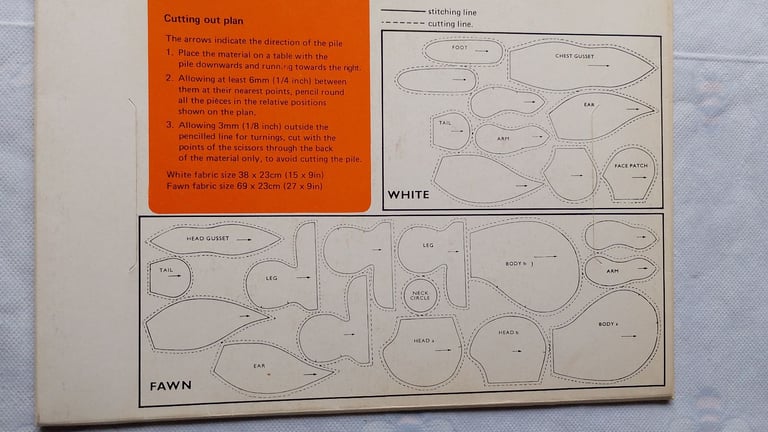 Cutting out plan
The arrows indicate the direction of the pile
1. Place the material on a table with the
pile downwards and running towards the right.
2. Allowing at least 6mm (1/4 inch) between
them at their nearest points, pencil round
all the pieces in the relative positions
shown on the plan.
3. Allowing 3mm (1/8 inch) outside the
pencilled line for turnings, cut with the
points of the scissors through the back
of the material only, to avoid cutting the pile.
White fabric size 38 x 23cm (15 x 9in)
Fawn fabric size 69 x 23cm (27 x 9in)
stitching line
cutting line.
FOOT
CHEST GUSSET
EAR
TAIL
ARM
FACE PATCH
WHITE
HEAD GUSSET
LEG
TAIL
LEG
BODY
ARM
NECK
CIRCLE
HEAD a
HEAD b
BODY
EAR
FAWN